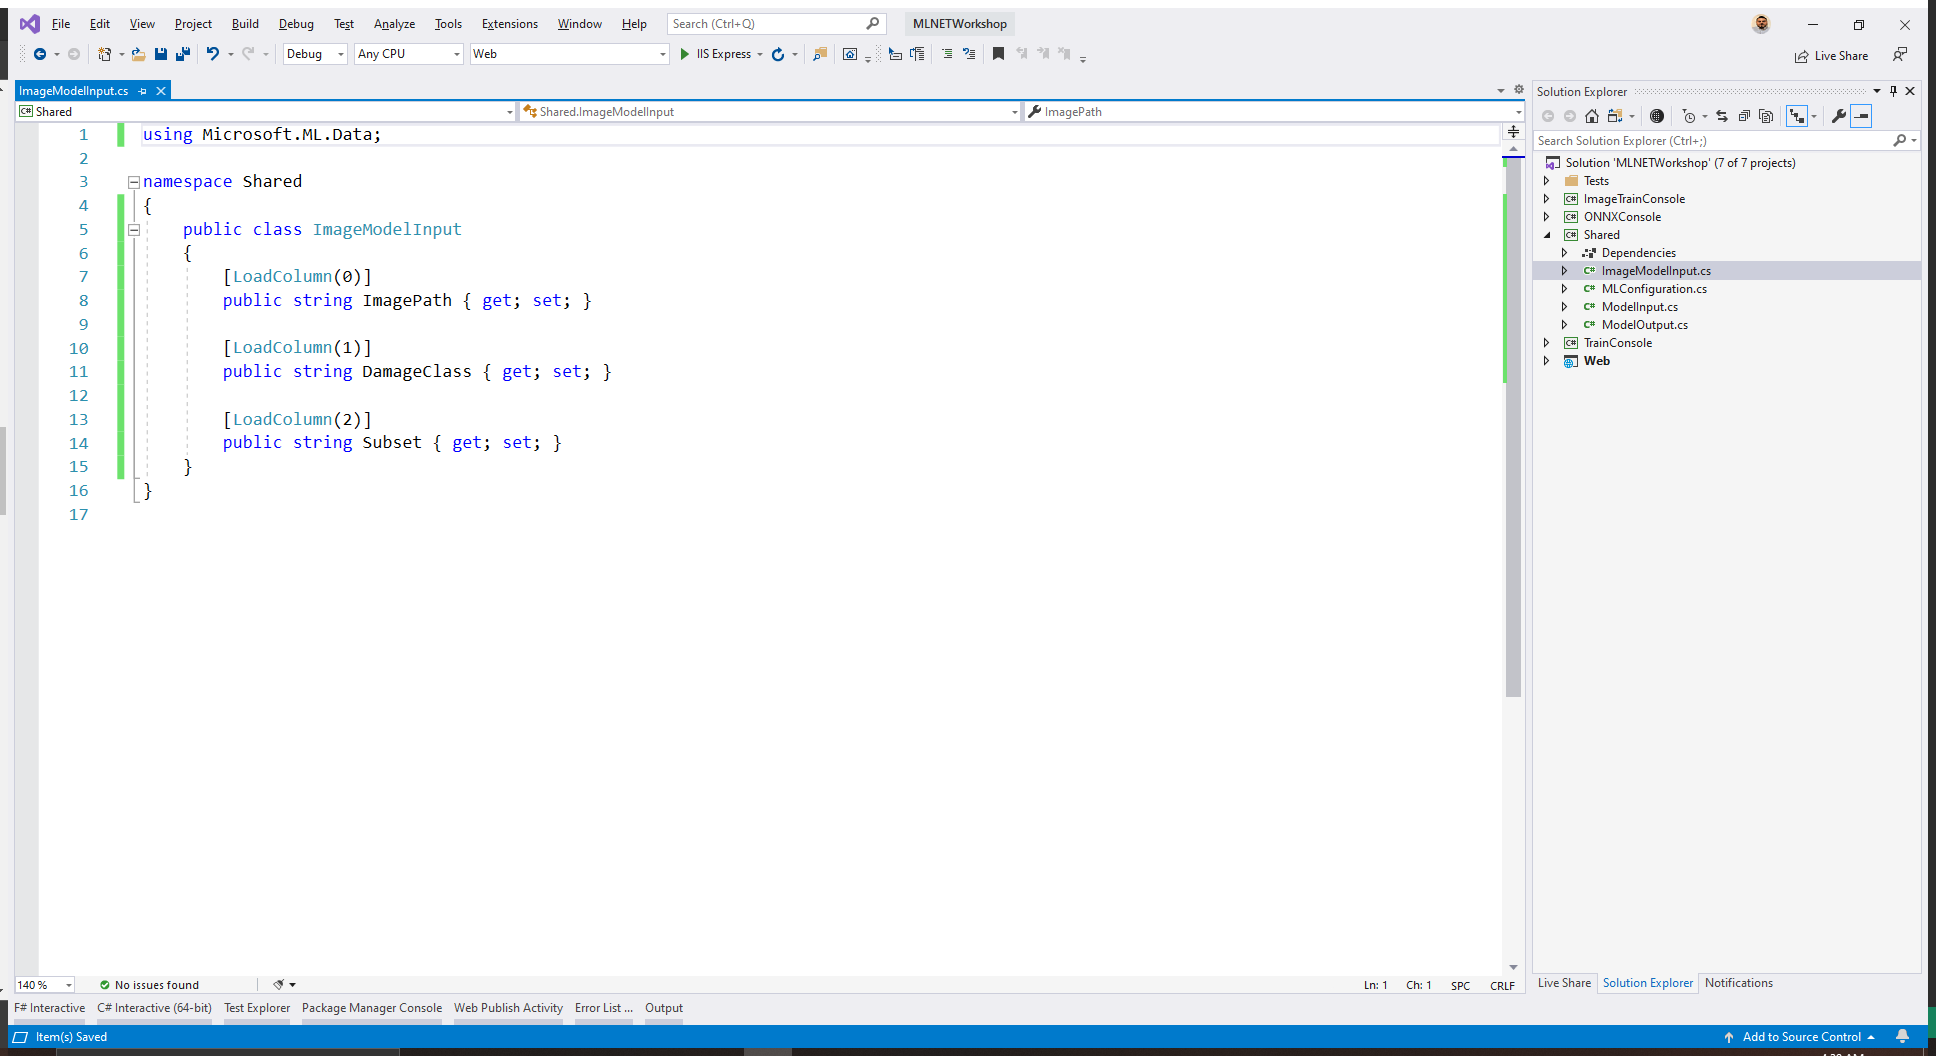 File Edit View Project Build Debug Test Analyze Tools Extensions Window Help Search (Ctrl+Q) MLNETWorkshop
Debug Any CPU Web IIS Express Live Share
ImageModelInput.cs
C# Shared Shared.ImageModelInput ImagePath
1 using Microsoft.ML.Data;
2
3 namespace Shared
4 {
5 public class ImageModelInput
6 {
7 [LoadColumn(0)]
8 public string ImagePath { get; set; }
9
10 [LoadColumn(1)]
11 public string DamageClass { get; set; }
12
13 [LoadColumn(2)]
14 public string Subset { get; set; }
15 }
16 }
17
Solution Explorer
Search Solution Explorer (Ctrl+;)
Solution 'MLNETWorkshop' (7 of 7 projects)
Tests
C# ImageTrainConsole
C# ONNXConsole
C# Shared
Dependencies
C# ImageModelInput.cs
C# MLConfiguration.cs
C# ModelInput.cs
C# ModelOutput.cs
C# TrainConsole
Web
140 % No issues found Ln: 1 Ch: 1 SPC CRLF
Live Share Solution Explorer Notifications
F# Interactive C# Interactive (64-bit) Test Explorer Package Manager Console Web Publish Activity Error List ... Output
Item(s) Saved Add to Source Control